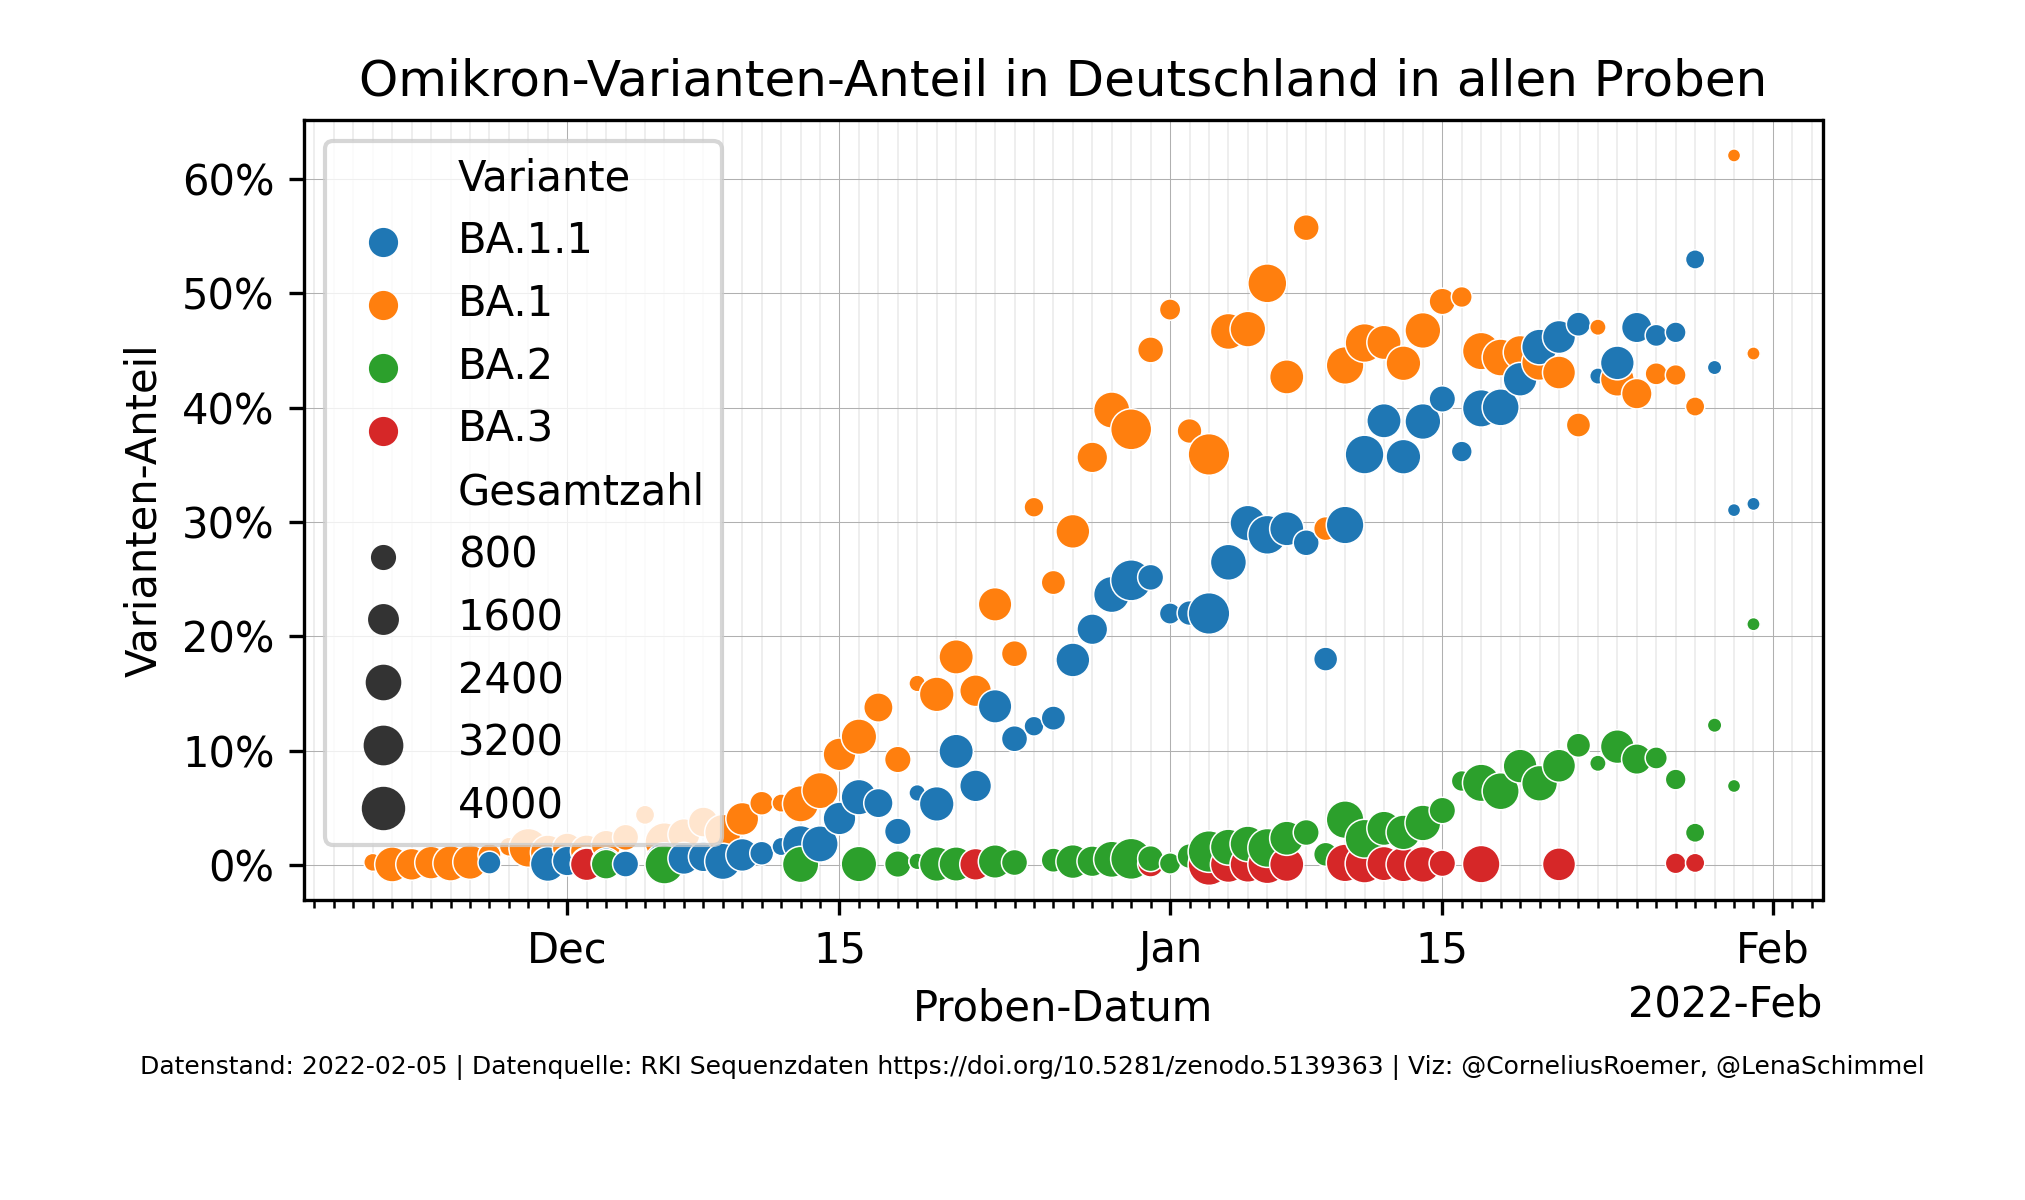 Omikron-Varianten-Anteil in Deutschland in allen Proben
Varianten-Anteil
60%
50%
40%
30%
20%
10%
0%
Variante
BA.1.1
BA.1
BA.2
BA.3
Gesamtzahl
800
1600
2400
3200
4000
Dec
15
Jan
15
Feb
2022-Feb
Proben-Datum
Datenstand: 2022-02-05 | Datenquelle: RKI Sequenzdaten https://doi.org/10.5281/zenodo.5139363 | Viz: @CorneliusRoemer, @LenaSchimmel